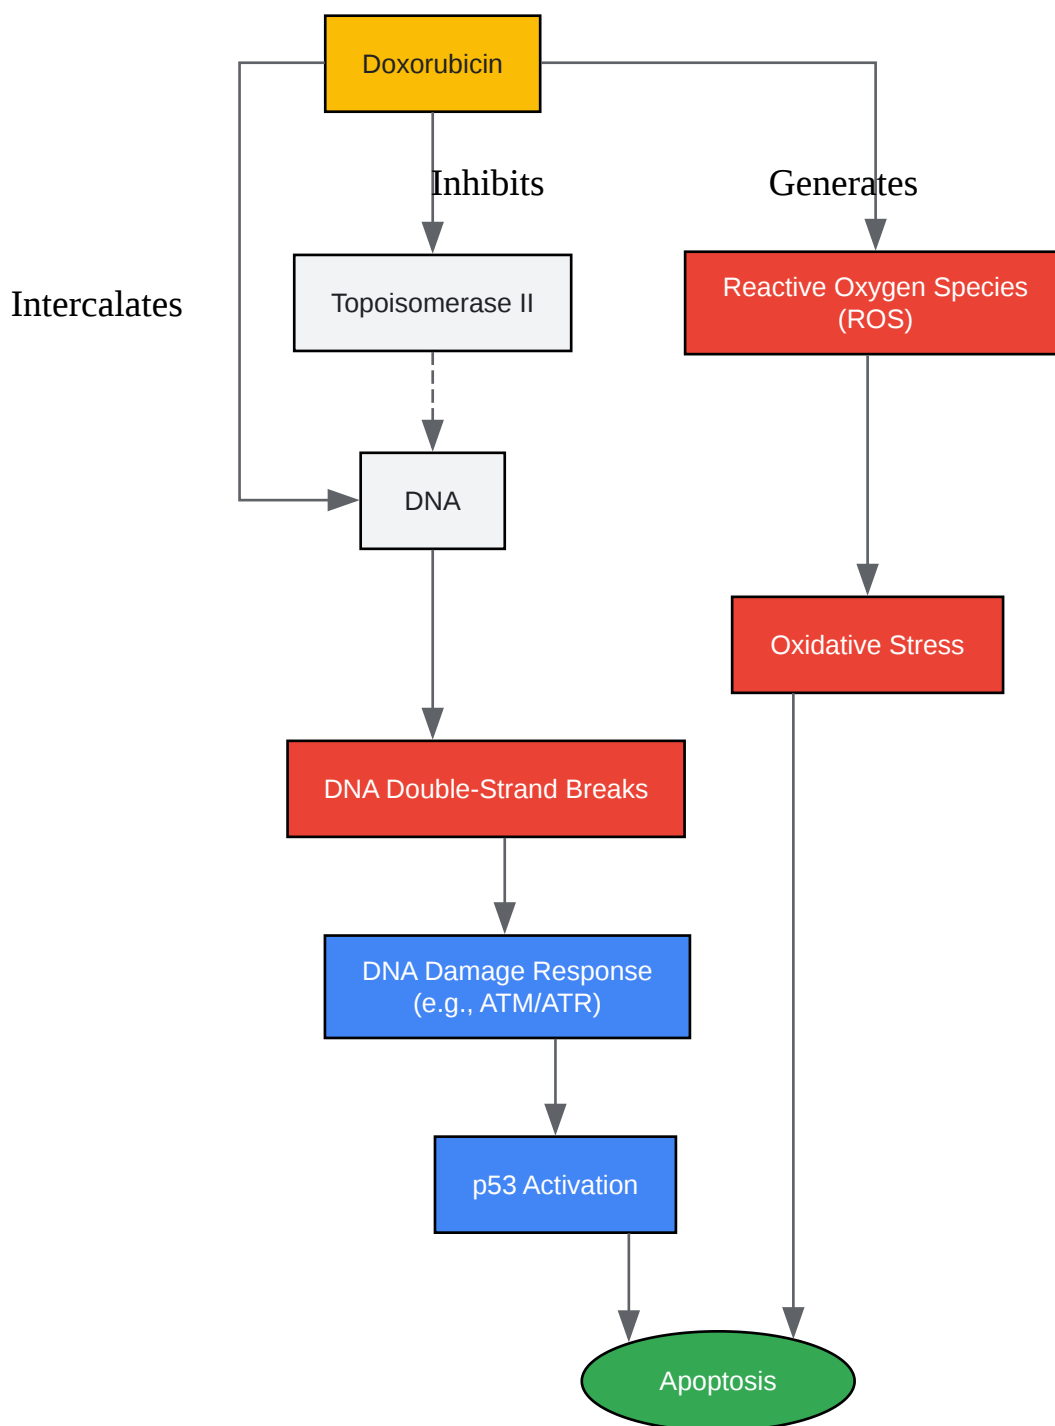 Doxorubicin
Inhibits
Generates
Intercalates
Topoisomerase II
Reactive Oxygen Species
(ROS)
DNA
Oxidative Stress
DNA Double-Strand Breaks
DNA Damage Response
(e.g., ATM/ATR)
p53 Activation
Apoptosis